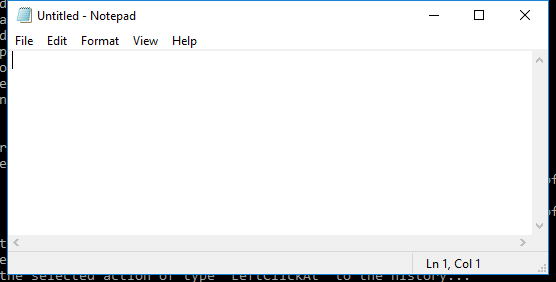 Untitled - Notepad
File Edit Format View Help
Ln 1, Col 1
the selected action of type "LeftClickAt" to the history...